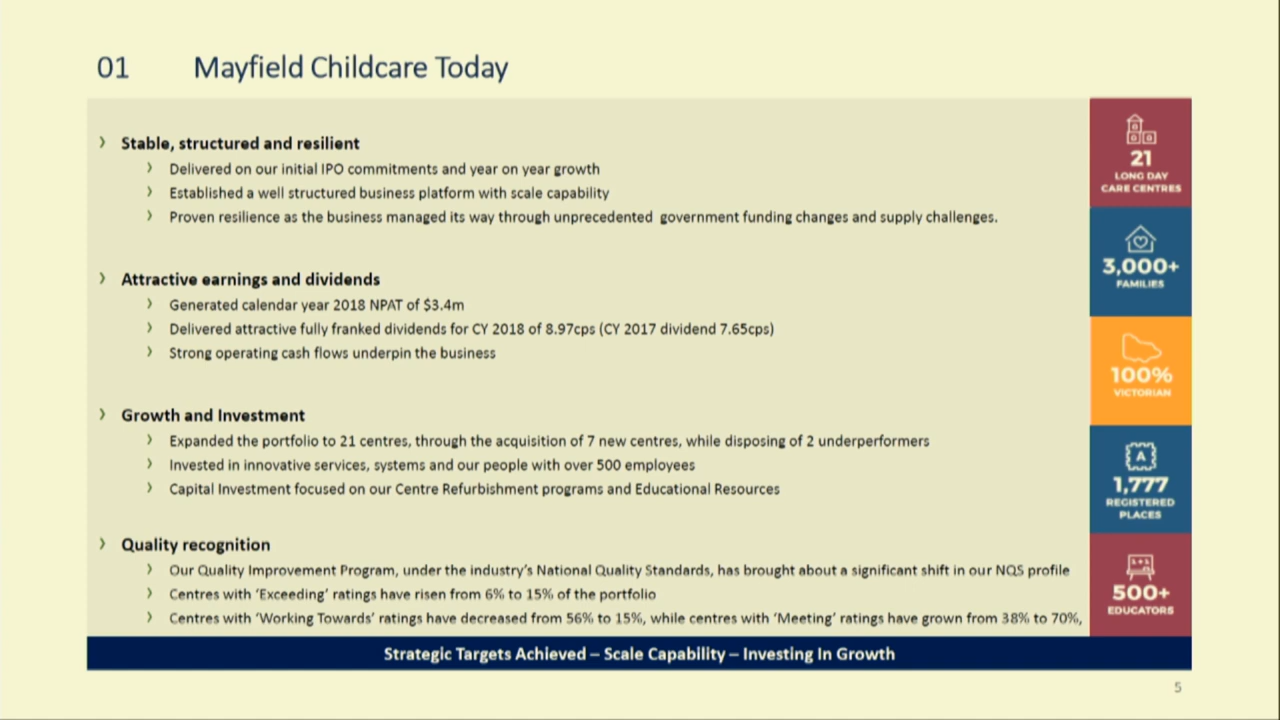 01 Mayfield Childcare Today
Stable, structured and resilient
Delivered on our initial IPO commitments and year on year growth
Established a well structured business platform with scale capability
Proven resilience as the business managed its way through unprecedented government funding changes and supply challenges.
Attractive earnings and dividends
Generated calendar year 2018 NPAT of $3.4m
Delivered attractive fully franked dividends for CY 2018 of 8.97cps (CY 2017 dividend 7.65cps)
Strong operating cash flows underpin the business
Growth and Investment
Expanded the portfolio to 21 centres, through the acquisition of 7 new centres, while disposing of 2 underperformers
Invested in innovative services, systems and our people with over 500 employees
Capital Investment focused on our Centre Refurbishment programs and Educational Resources
Quality recognition
Our Quality Improvement Program, under the industry's National Quality Standards, has brought about a significant shift in our NQS profile
Centres with ‘Exceeding’ ratings have risen from 6% to 15% of the portfolio
Centres with ‘Working Towards’ ratings have decreased from 56% to 15%, while centres with ‘Meeting’ ratings have grown from 38% to 70%,
21
LONG DAY
CARE CENTRES
3,000+
FAMILIES
100%
VICTORIAN
A
1,777
REGISTERED
PLACES
1+1
500+
EDUCATORS
Strategic Targets Achieved – Scale Capability – Investing In Growth
5